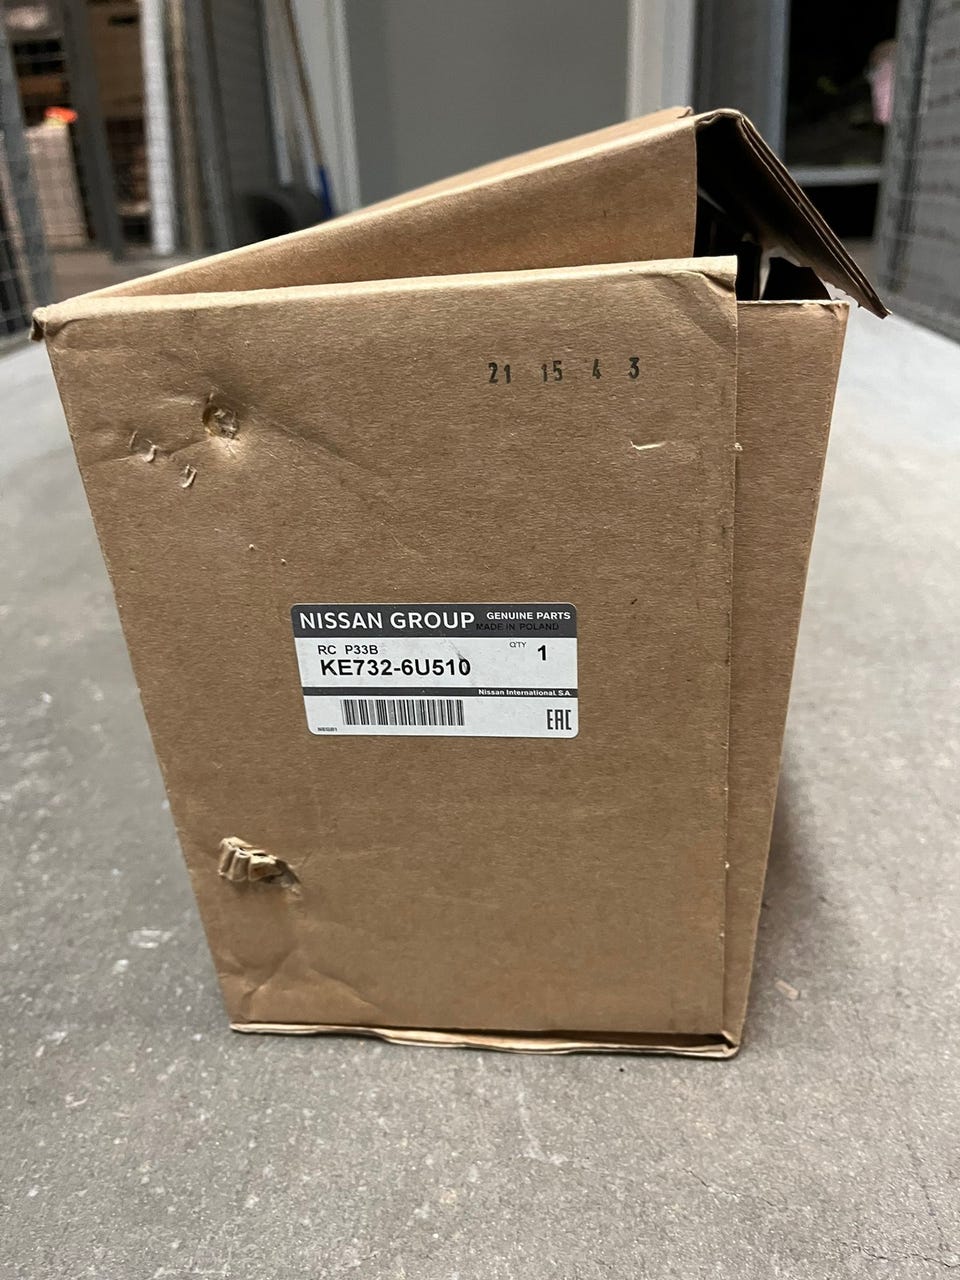 21 15 4 3
NISSAN GROUP GENUINE PARTS
MADE IN POLAND
RC P33B
KE732-6U510
Q'TY 1
Nissan International. S.A.
EAC